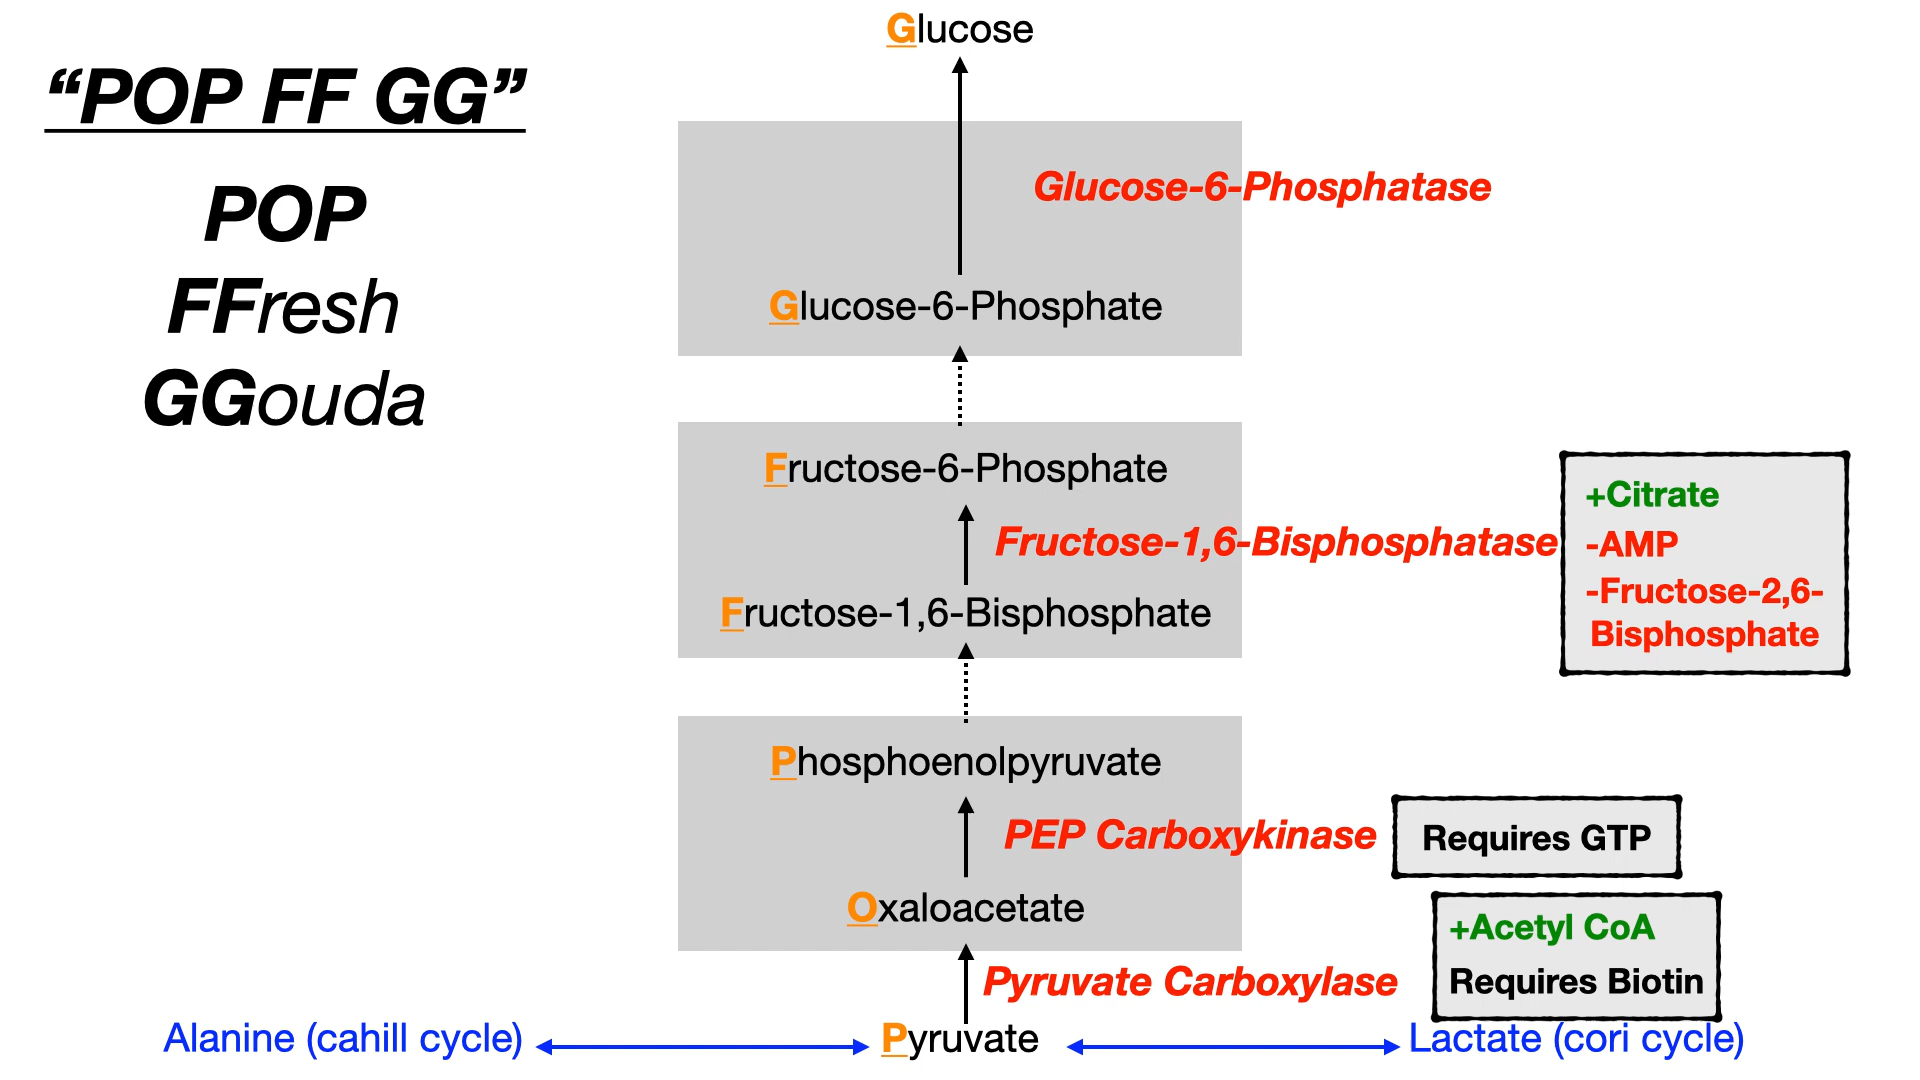 “POP FF GG”
POP
FFresh
GGouda
Glucose
Glucose-6-Phosphatase
Glucose-6-Phosphate
Fructose-6-Phosphate
Fructose-1,6-Bisphosphatase
Fructose-1,6-Bisphosphate
+Citrate
-AMP
-Fructose-2,6-
Bisphosphate
Phosphoenolpyruvate
PEP Carboxykinase
Requires GTP
Oxaloacetate
+Acetyl CoA
Requires Biotin
Pyruvate Carboxylase
Alanine (cahill cycle)
Pyruvate
Lactate (cori cycle)